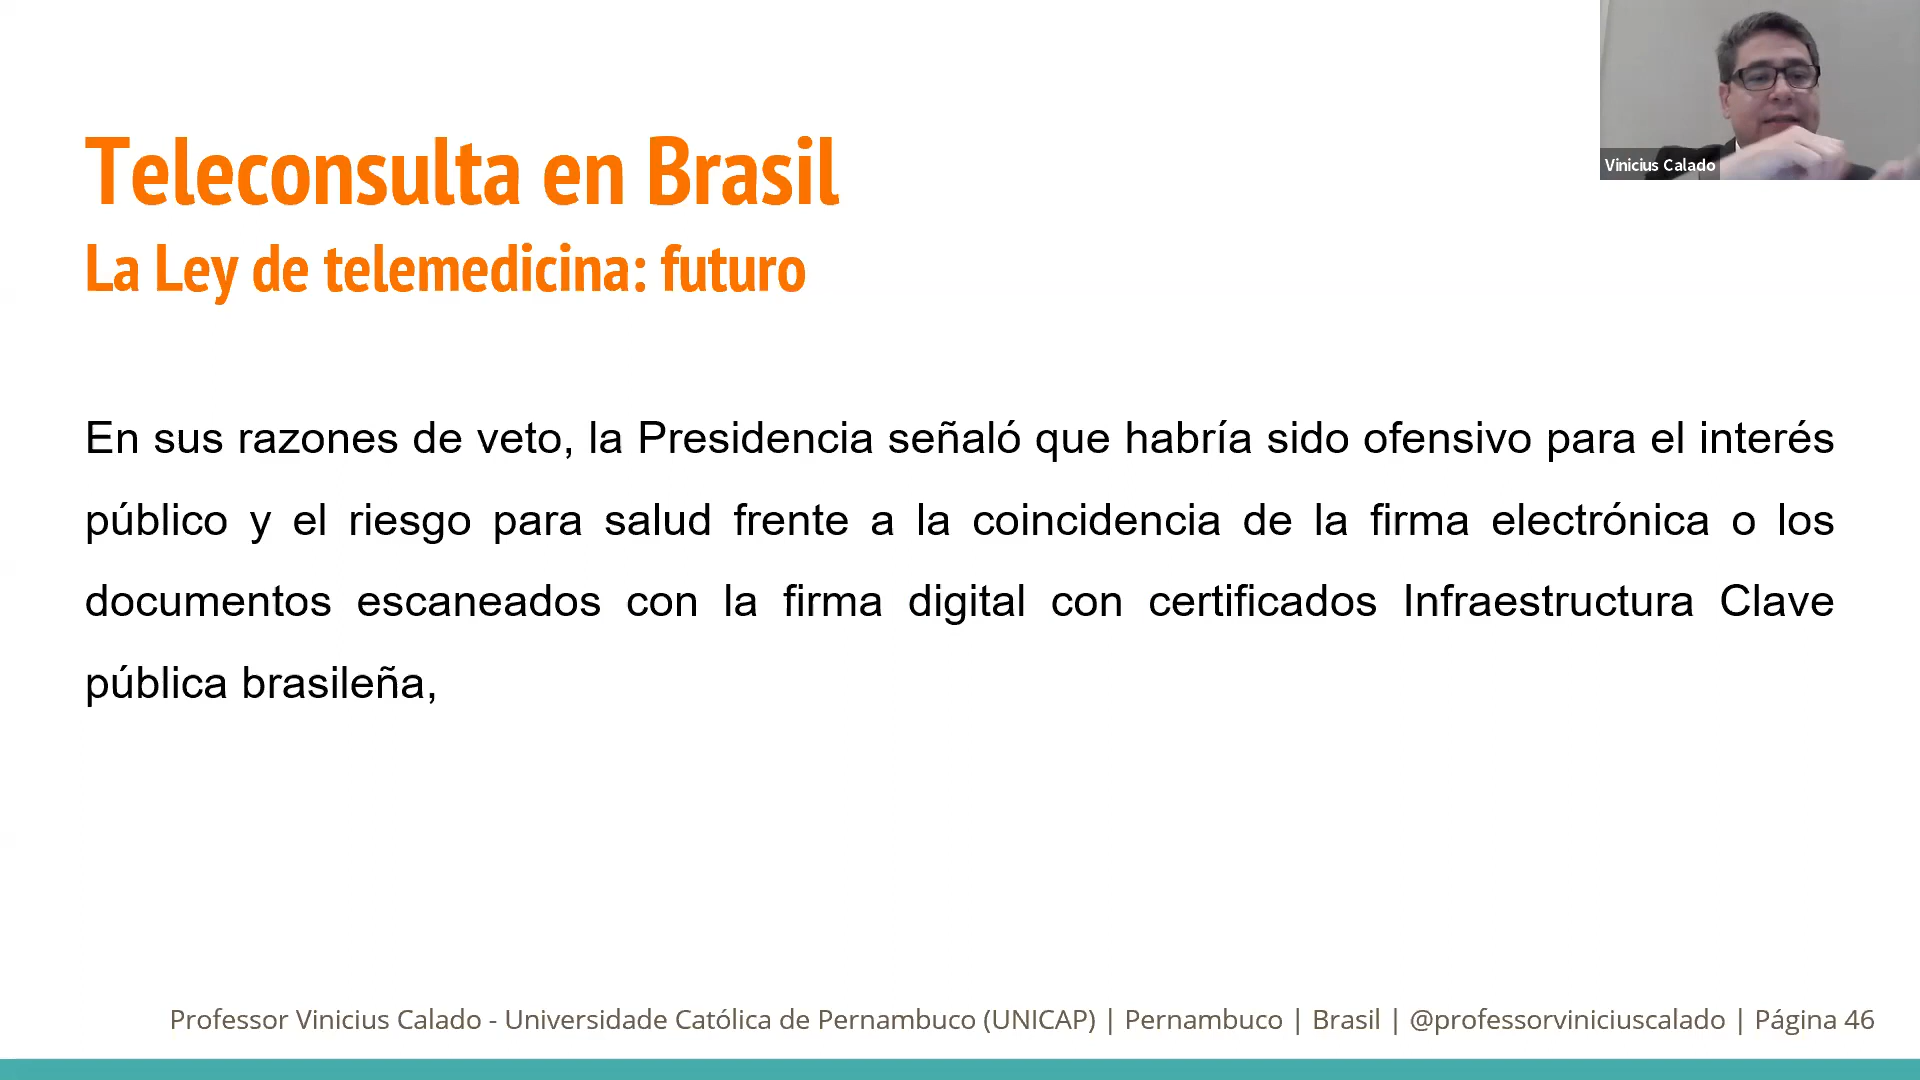 Vinicius Calado
Teleconsulta en Brasil
La Ley de telemedicina: futuro
En sus razones de veto, la Presidencia señaló que habría sido ofensivo para el interés
público y el riesgo para salud frente a la coincidencia de la firma electrónica o los
documentos escaneados con la firma digital con certificados Infraestructura Clave
pública brasileña,
Professor Vinicius Calado - Universidade Católica de Pernambuco (UNICAP) | Pernambuco | Brasil | @professorviniciuscalado | Página 46